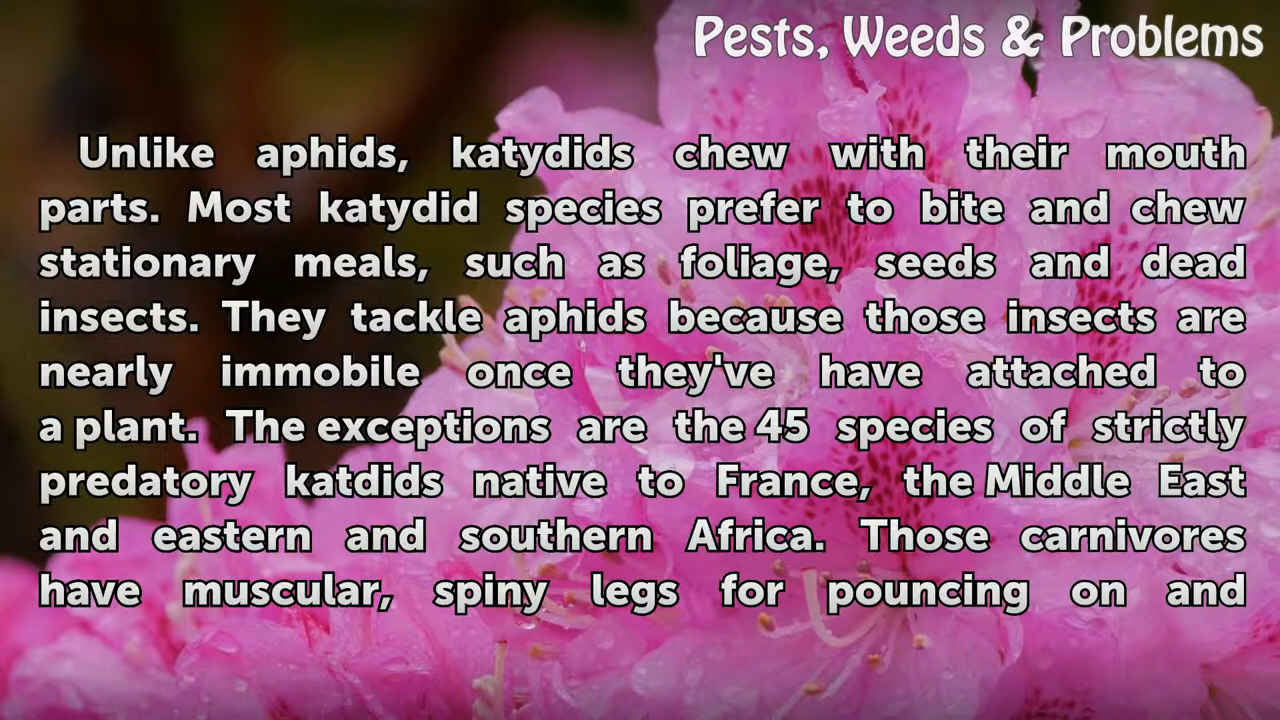 Pests, Weeds & Problems
Unlike aphids, katydids chew with their mouth
parts. Most katydid species prefer to bite and chew
stationary meals, such as foliage, seeds and dead
insects. They tackle aphids because those insects are
nearly immobile once they've have attached to
a plant. The exceptions are the 45 species of strictly
predatory katdids native to France, the Middle East
and eastern and southern Africa. Those carnivores
have muscular, spiny legs for pouncing on and